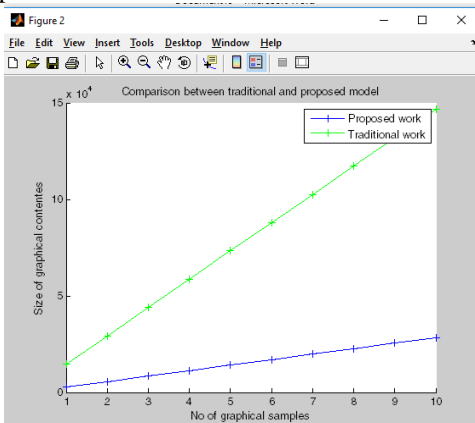 Figure 2
File Edit View Insert Tools Desktop Window Help
Comparison between traditional and proposed model
x 10^4
15
10
5
0
Size of graphical contentes
Proposed work
Traditional work
1 2 3 4 5 6 7 8 9 10
No of graphical samples